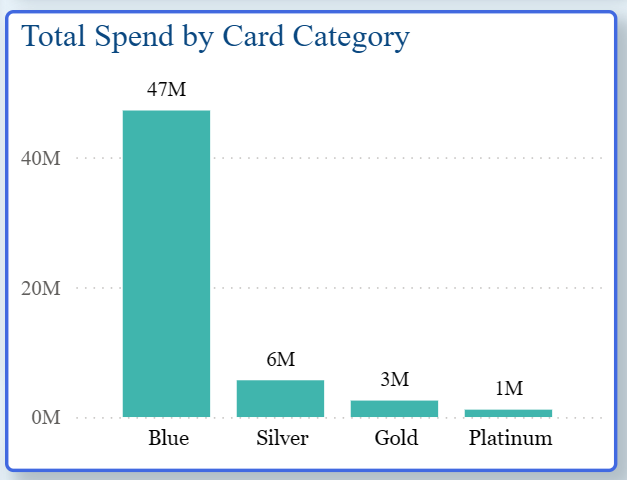 Total Spend by Card Category
47M
40M
20M
6M
3M
1M
0M
Blue Silver Gold Platinum